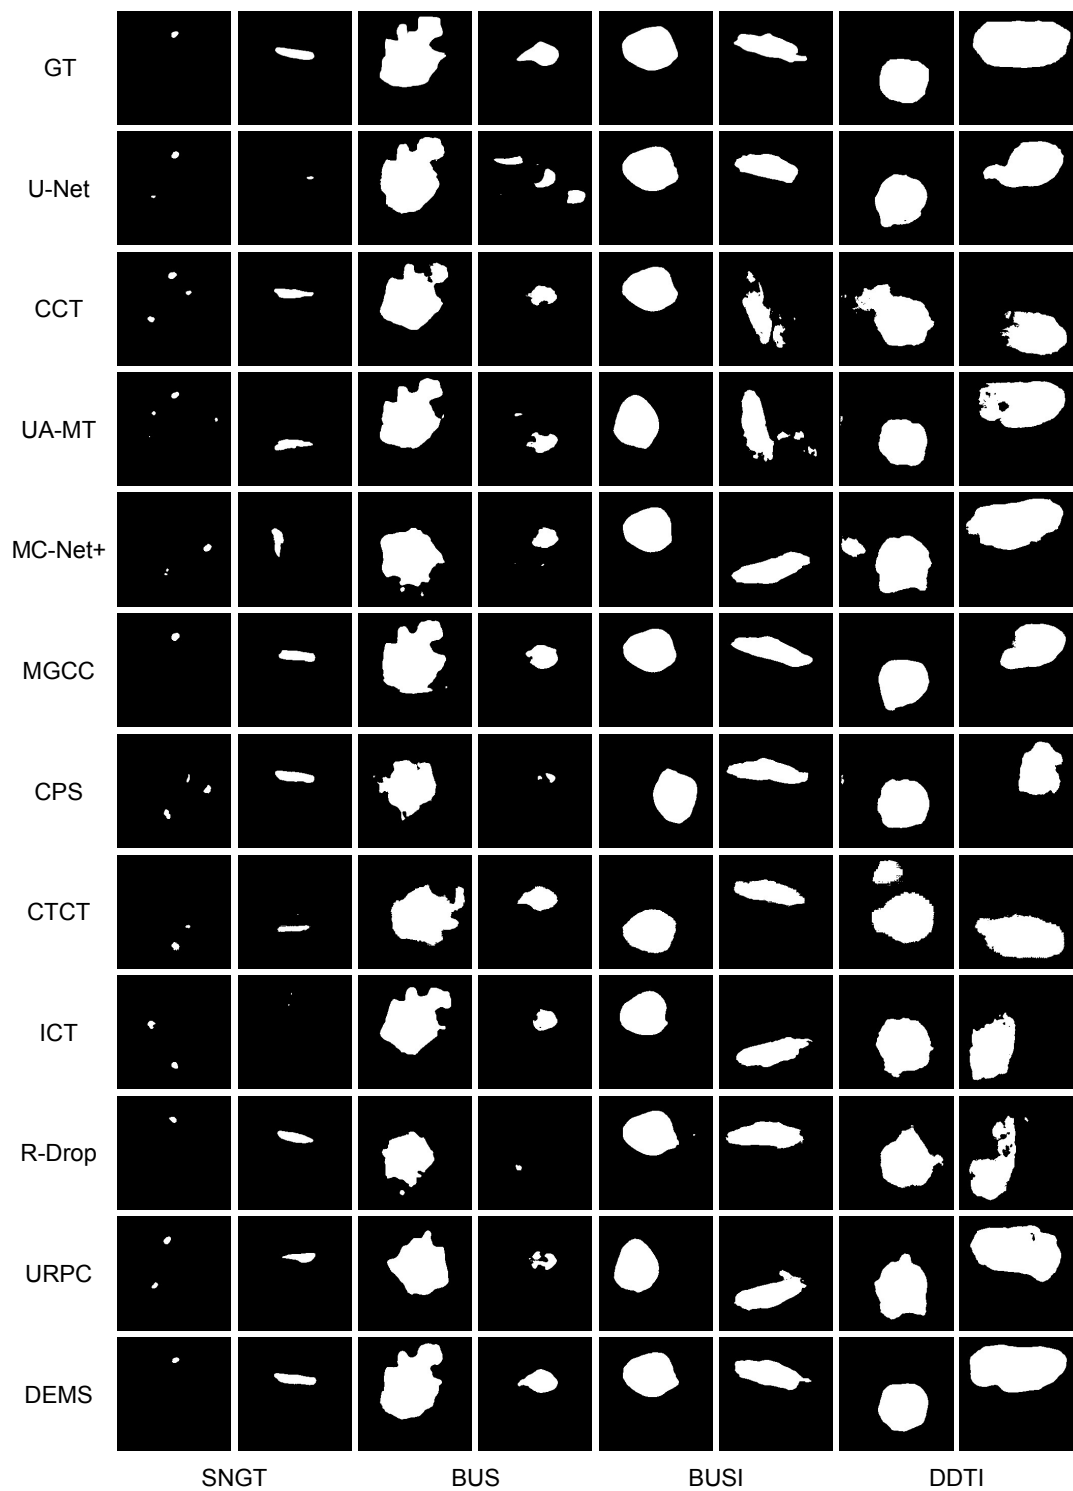 GT
U-Net
CCT
UA-MT
MC-Net+
MGCC
CPS
CTCT
ICT
R-Drop
URPC
DEMS
SNGT BUS BUSI DDTI